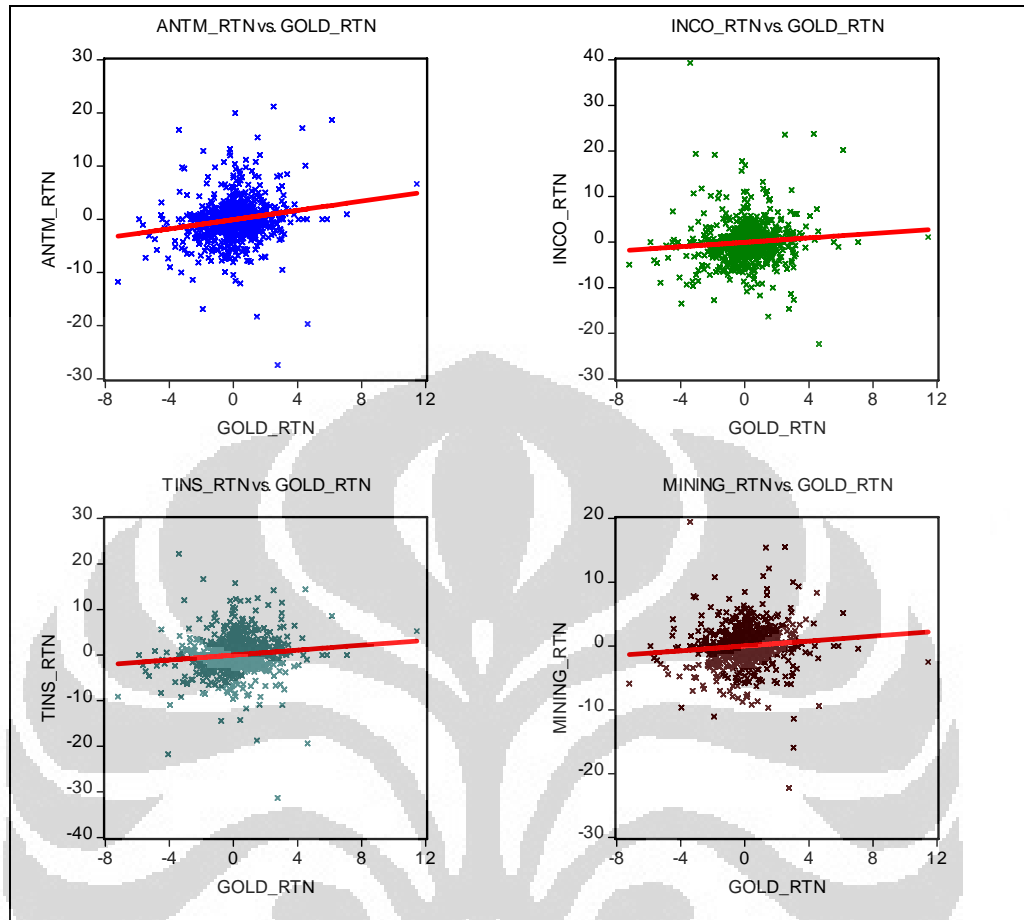 ANTM_RTN vs. GOLD_RTN
30
20
10
0
-10
-20
-30
ANTM_RTN
-8 -4 0 4 8 12
GOLD_RTN
INCO_RTN vs. GOLD_RTN
40
30
20
10
0
-10
-20
-30
INCO_RTN
-8 -4 0 4 8 12
GOLD_RTN
TINS_RTN vs. GOLD_RTN
30
20
10
0
-10
-20
-30
-40
TINS_RTN
-8 -4 0 4 8 12
GOLD_RTN
MINING_RTN vs. GOLD_RTN
20
10
0
-10
-20
-30
MINING_RTN
-8 -4 0 4 8 12
GOLD_RTN